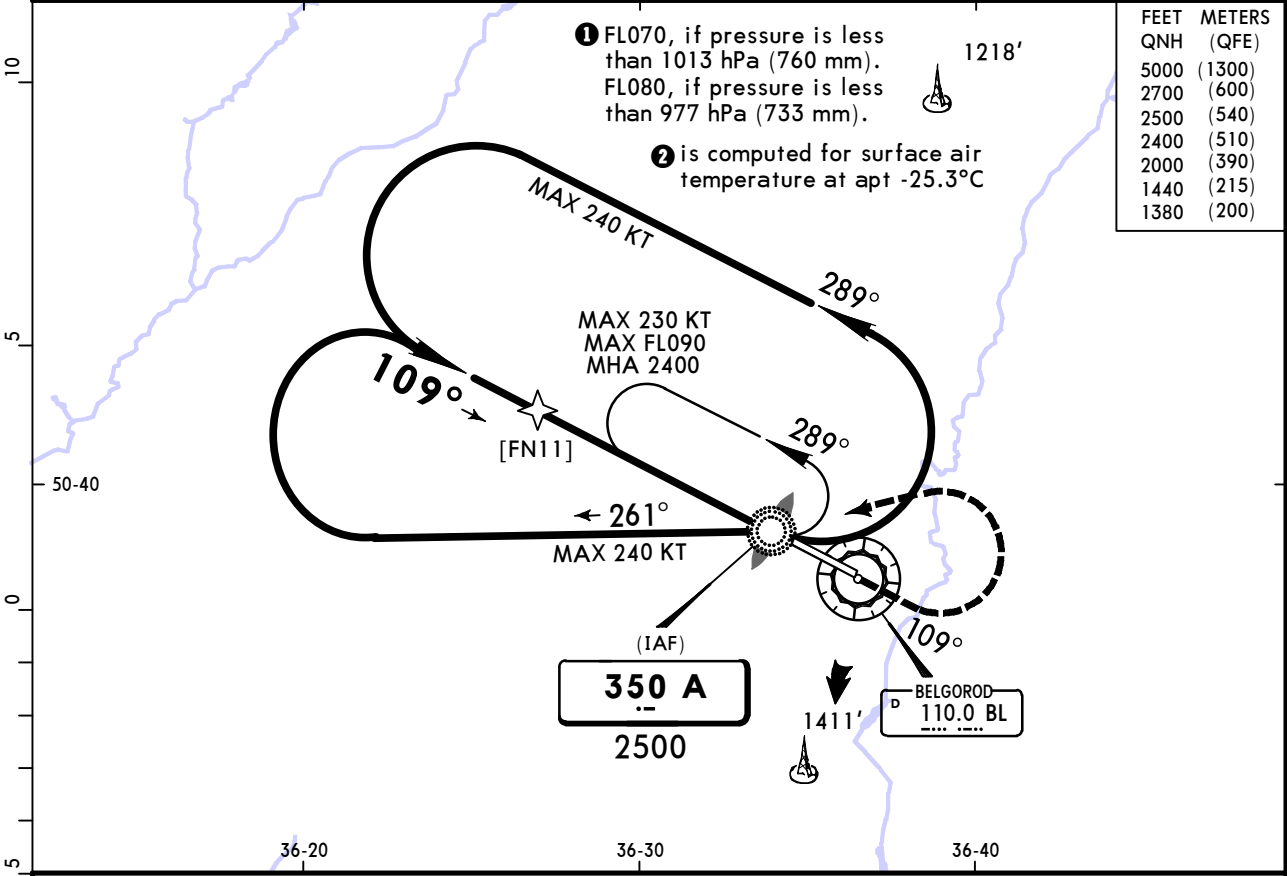 ❶ FL070, if pressure is less
than 1013 hPa (760 mm).
FL080, if pressure is less
than 977 hPa (733 mm).
❷ is computed for surface air
temperature at apt -25.3°C
1218'
FEET METERS
QNH (QFE)
5000 (1300)
2700 (600)
2500 (540)
2400 (510)
2000 (390)
1440 (215)
1380 (200)
10
MAX 240 KT
289°
MAX 230 KT
MAX FL090
MHA 2400
5
109°
289°
[FN11]
50-40
261°
MAX 240 KT
0
109°
(IAF)
350 A
2500
BELGOROD
D 110.0 BL
1411'
5
36-20
36-30
36-40